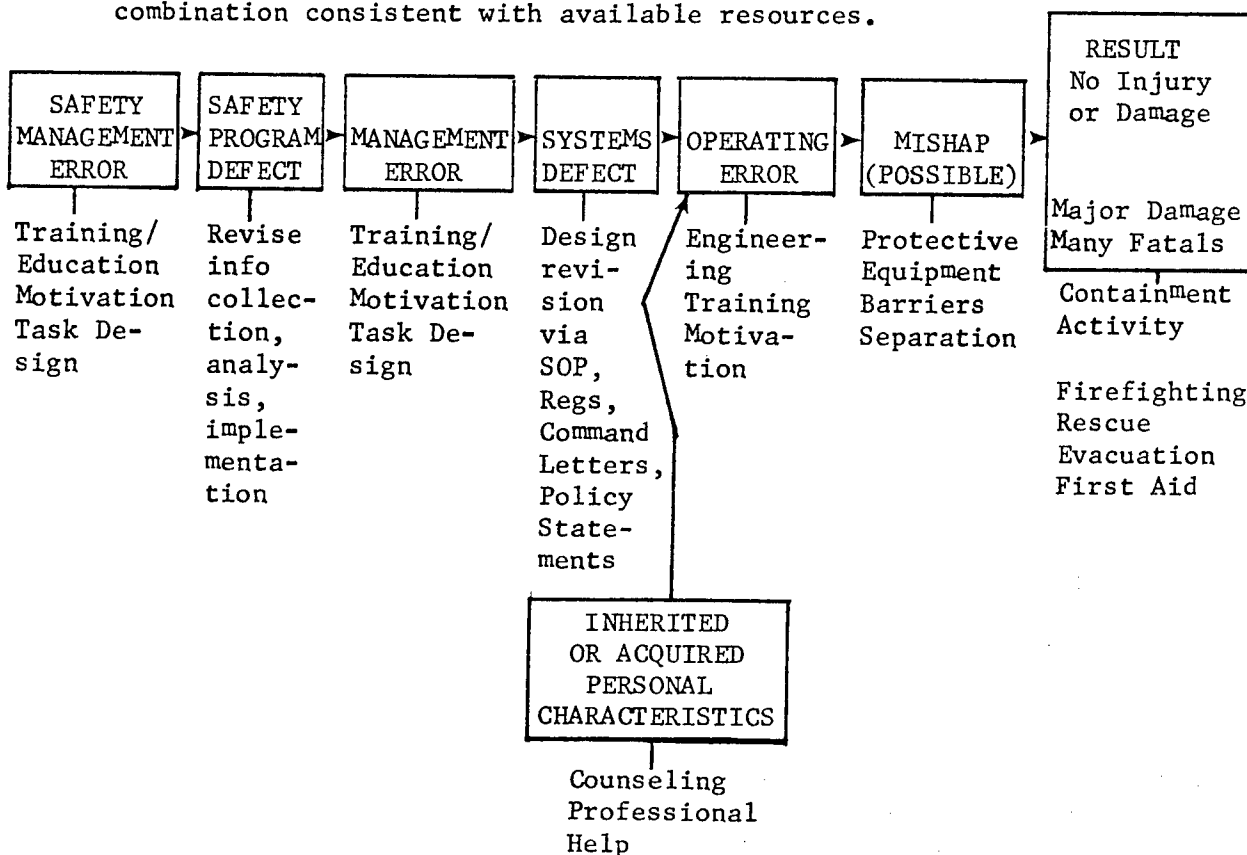 combination consistent with available resources.
SAFETY
MANAGEMENT
ERROR
SAFETY
PROGRAM
DEFECT
MANAGEMENT
ERROR
SYSTEMS
DEFECT
OPERATING
ERROR
MISHAP
(POSSIBLE)
RESULT
No Injury
or Damage
Major Damage
Many Fatals
Training/
Education
Motivation
Task De-
sign
Revise
info
collec-
tion,
analy-
sis,
imple-
menta-
tion
Training/
Education
Motivation
Task De-
sign
Design
revi-
sion
via
SOP,
Regs,
Command
Letters,
Policy
State-
ments
Engineer-
ing
Training
Motiva-
tion
Protective
Equipment
Barriers
Separation
Containment
Activity
Firefighting
Rescue
Evacuation
First Aid
INHERITED
OR ACQUIRED
PERSONAL
CHARACTERISTICS
Counseling
Professional
Help